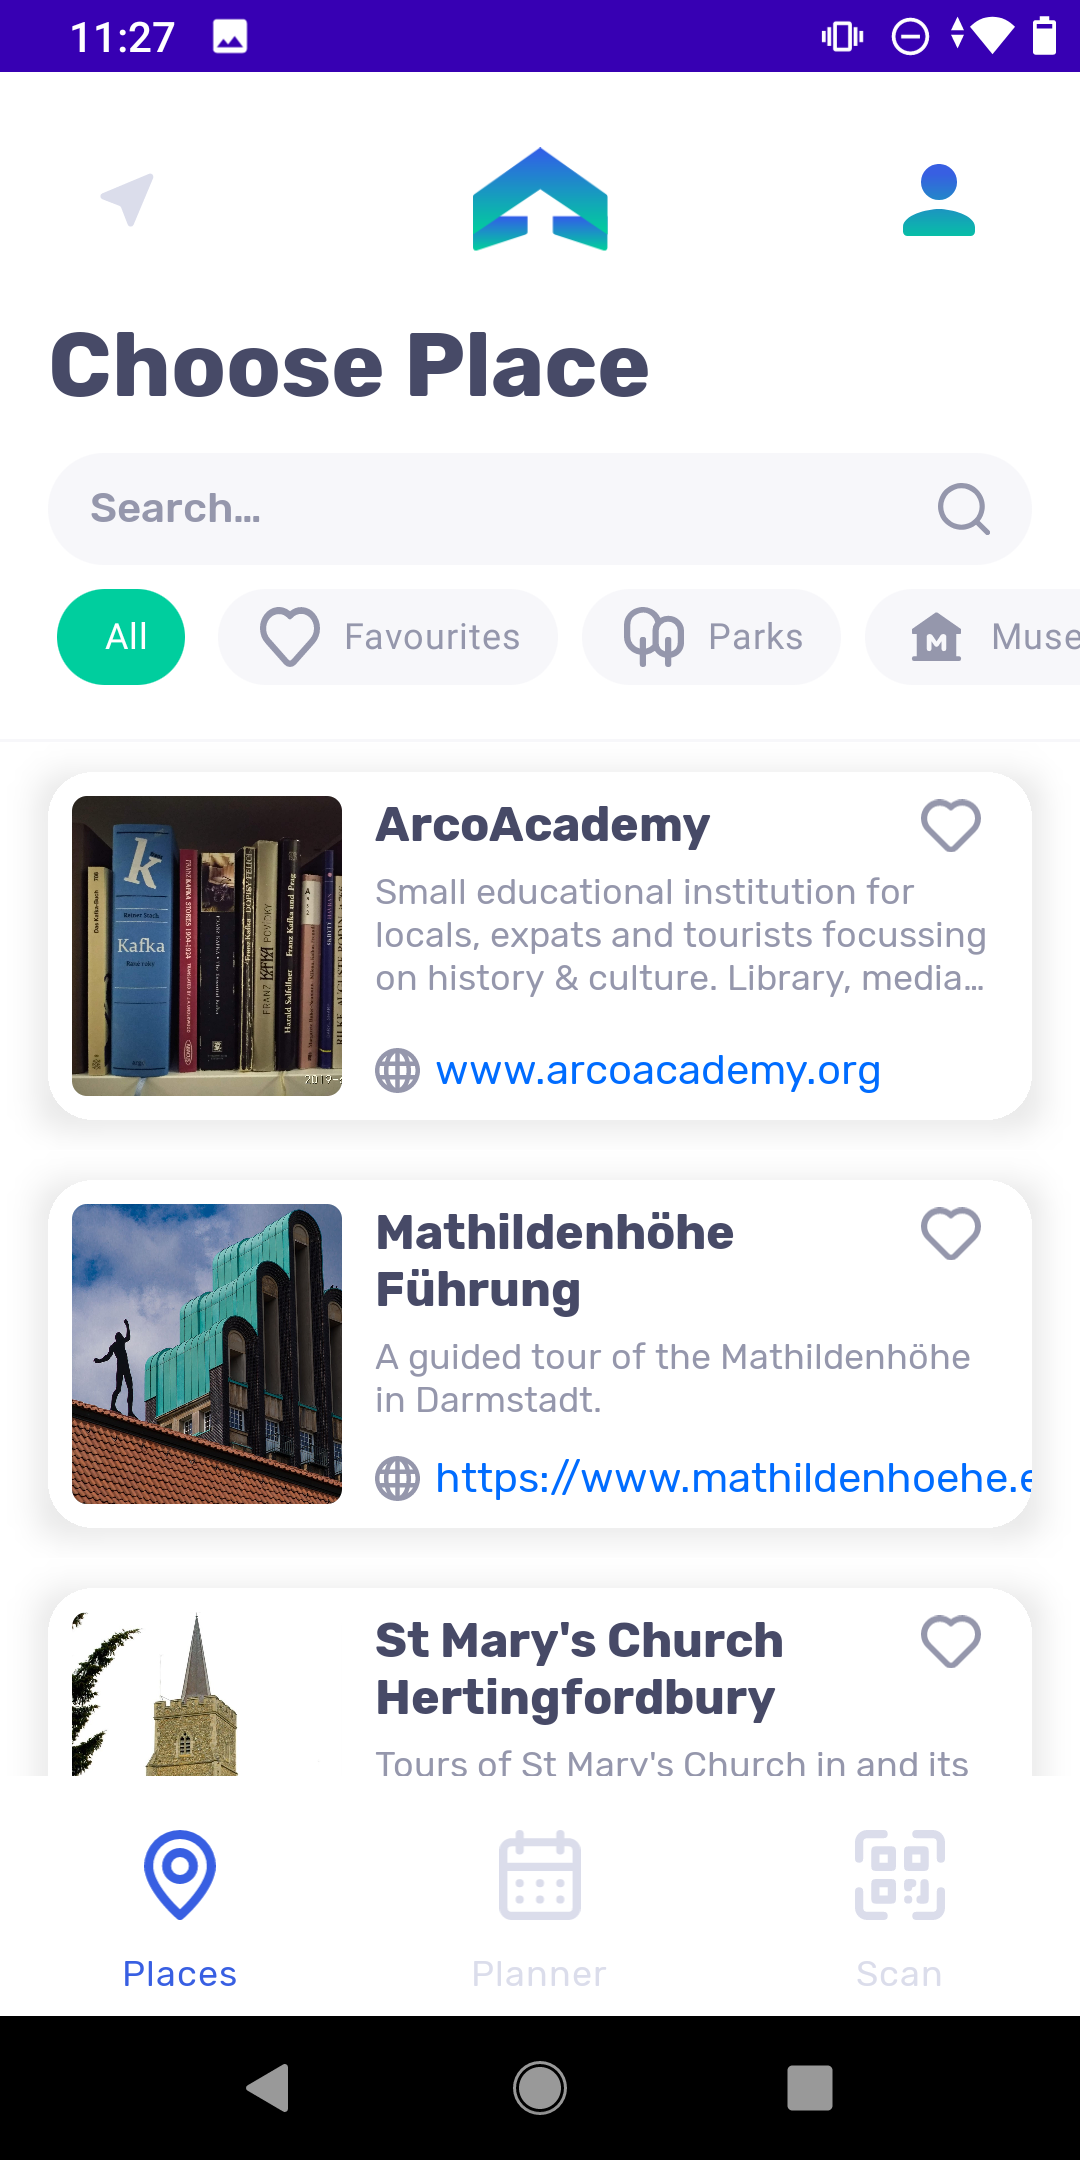 11:27
Choose Place
Search...
All
Favourites
Parks
Muse
ArcoAcademy
Small educational institution for
locals, expats and tourists focussing
on history & culture. Library, media...
www.arcoacademy.org
k
Kafka
Mathildenhöhe
Führung
A guided tour of the Mathildenhöhe
in Darmstadt.
https://www.mathildenhoehe.e
St Mary's Church
Hertingfordbury
Tours of St Mary's Church in and its
Places
Planner
Scan